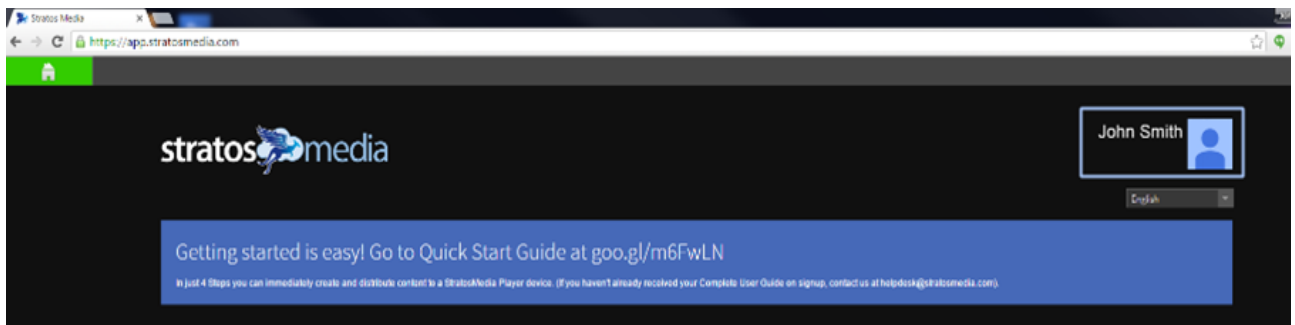 Stratos Media
https://app.stratosmedia.com
stratosmedia
John Smith
English
Getting started is easy! Go to Quick Start Guide at goo.gl/m6FwLN
In just 4 Steps you can immediately create and distribute content to a StratosMedia Player device. (If you haven't already received your Complete User Guide on signup, contact us at helpdesk@stratosmedia.com).